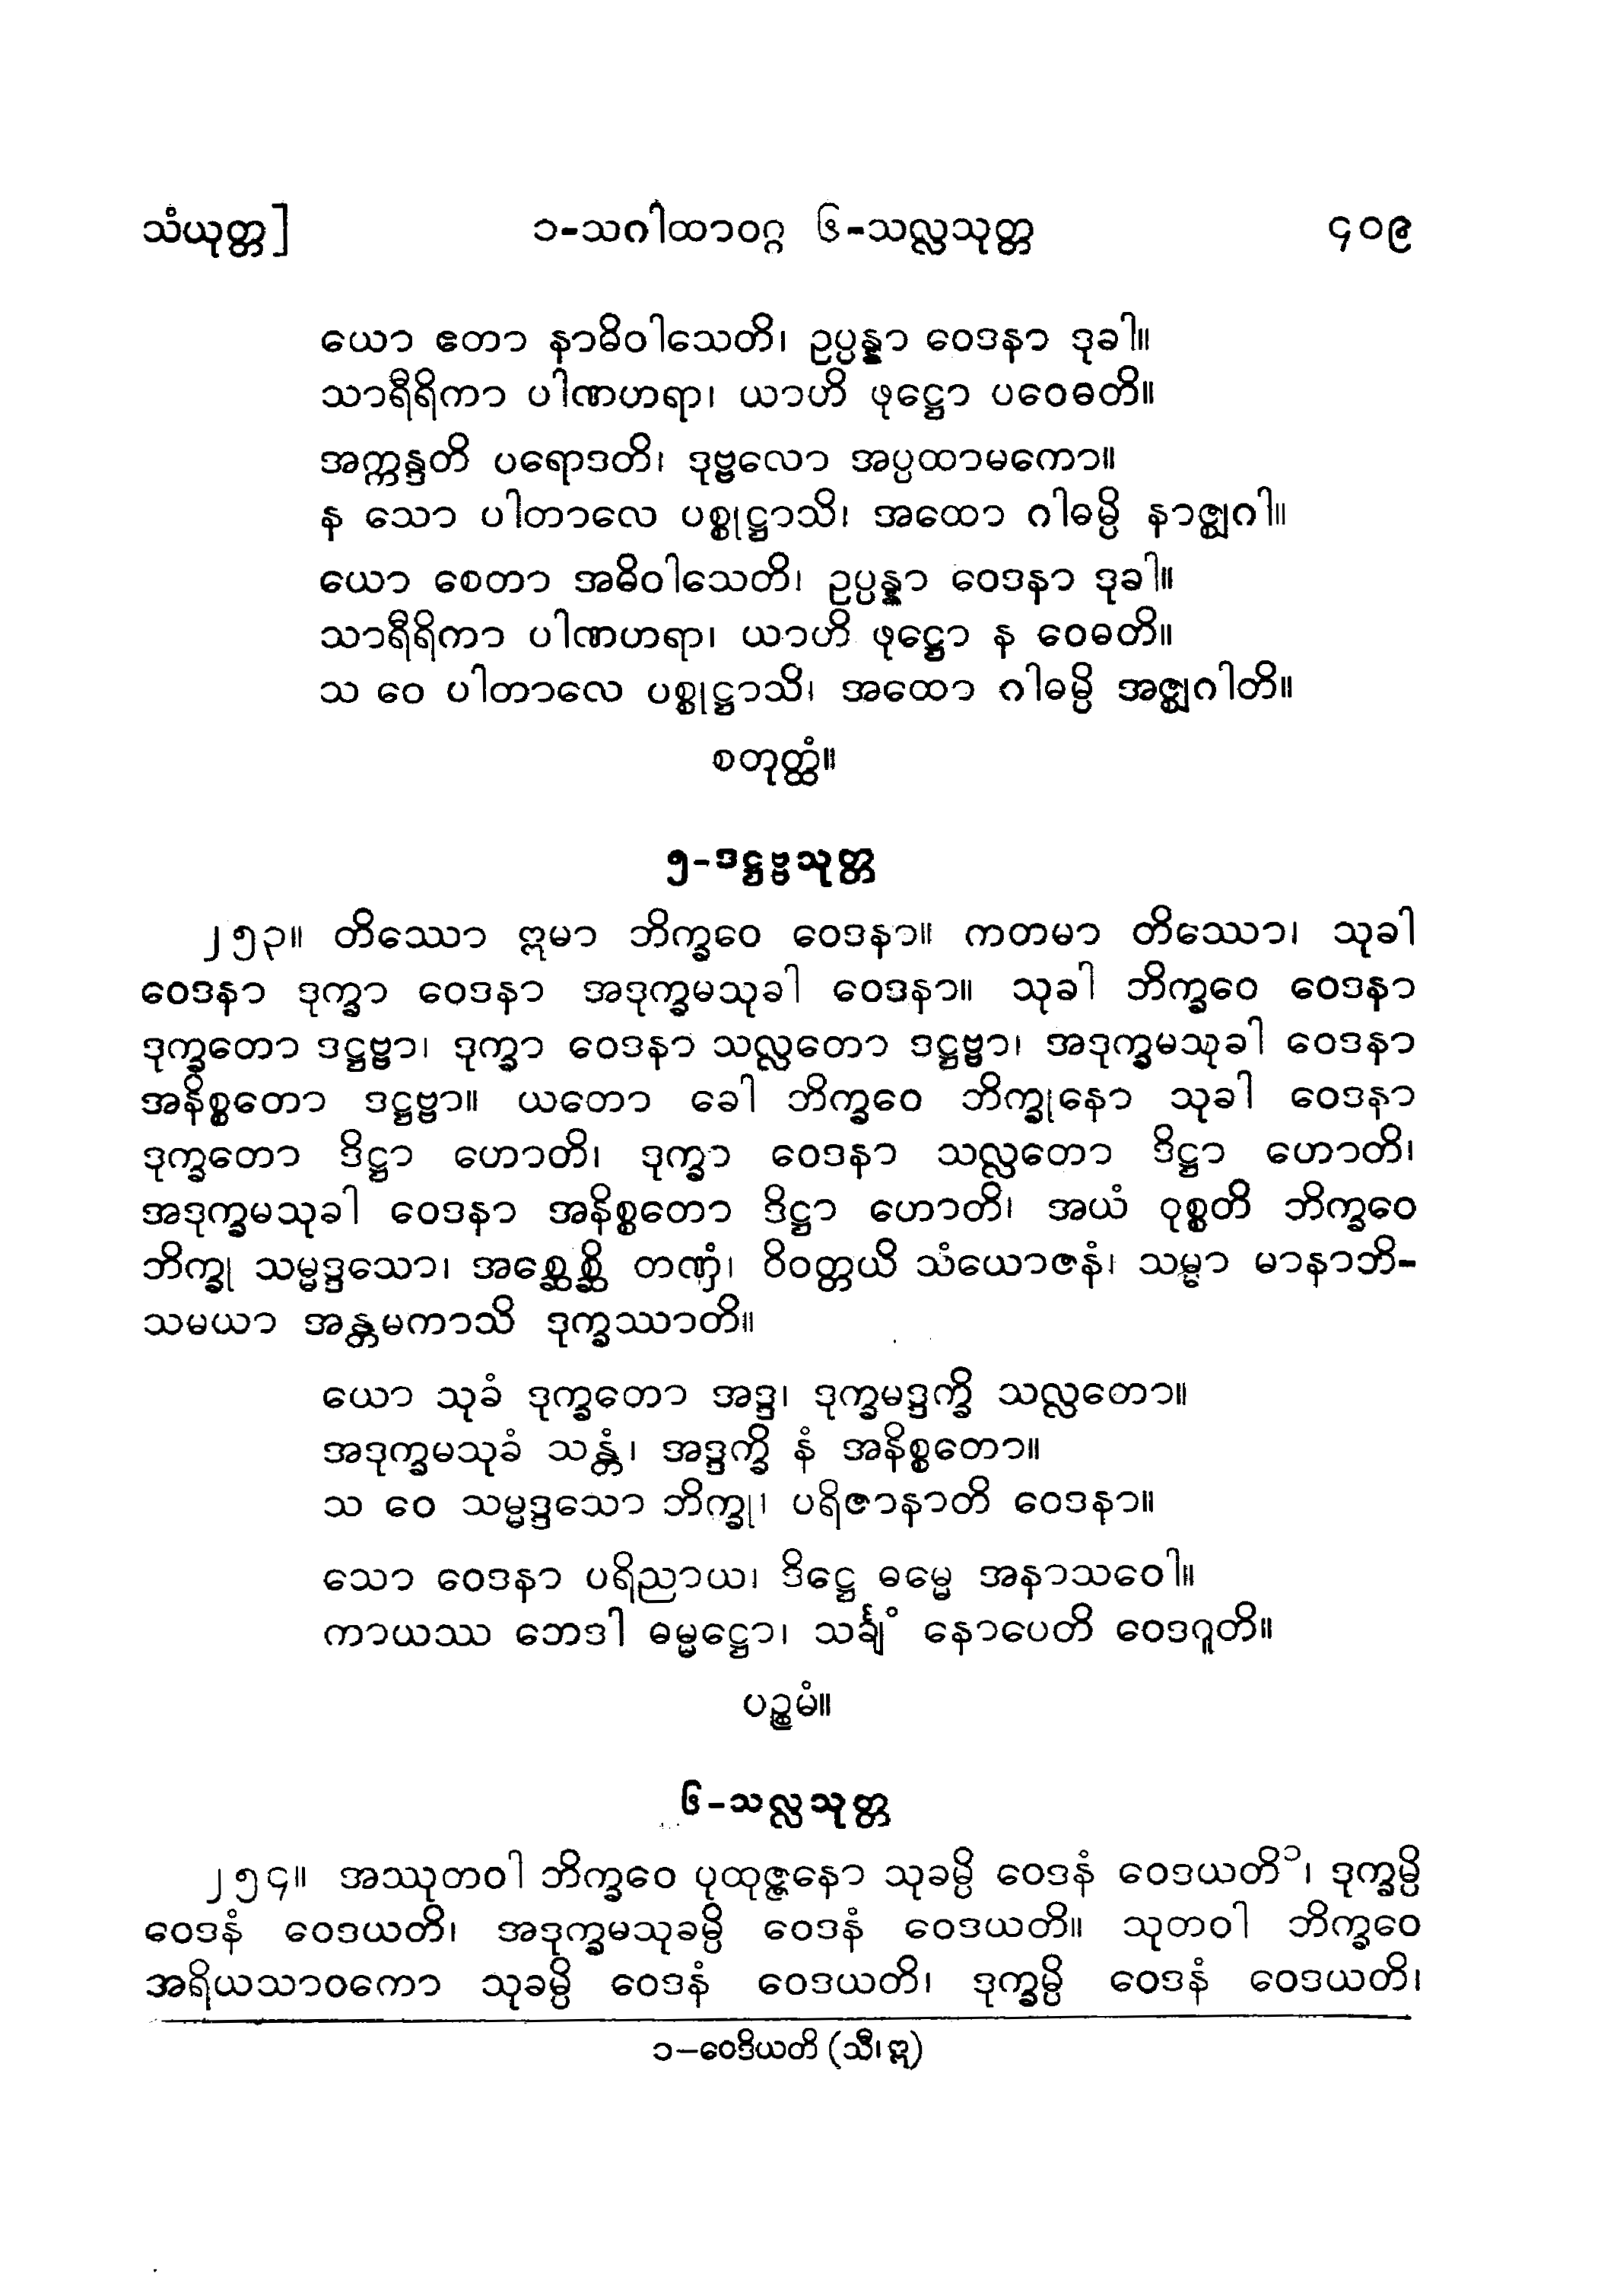 သံယုတ္တ]    ၁-သဂါထာဝဂ္ဂ ၆-သလ္လသုတ္တ    ၄၀၉
ယော ဧတာ နာဓိဝါသေတိ၊ ဥပ္ပန္နာ ဝေဒနာ ဒုခါ။
သာရီရိကာ ပါဏဟရာ၊ ယာဟိ ဖုဋ္ဌော ပဝေဓတိ။
အက္ကန္ဒတိ ပရောဒတိ၊ ဒုဗ္ဗလော အပ္ပထာမကော။
န သော ပါတာလေ ပစ္စုဋ္ဌာသိ၊ အထော ဂါဓမ္ပိ နာဇ္ဈဂါ။
ယော စေတာ အဓိဝါသေတိ၊ ဥပ္ပန္နာ ဝေဒနာ ဒုခါ။
သာရီရိကာ ပါဏဟရာ၊ ယာဟိ ဖုဋ္ဌော န ဝေဓတိ။
သ ဝေ ပါတာလေ ပစ္စုဋ္ဌာသိ၊ အထော ဂါဓမ္ပိ အဇ္ဈဂါတိ။
စတုတ္ထံ။
၅-ဒဋ္ဌဗ္ဗသုတ္တ
၂၅၃။ တိဿော ဣမာ ဘိက္ခဝေ ဝေဒနာ။ ကတမာ တိဿော၊ သုခါ
ဝေဒနာ ဒုက္ခာ ဝေဒနာ အဒုက္ခမသုခါ ဝေဒနာ။ သုခါ ဘိက္ခဝေ ဝေဒနာ
ဒုက္ခတော ဒဋ္ဌဗ္ဗာ၊ ဒုက္ခာ ဝေဒနာ သလ္လတော ဒဋ္ဌဗ္ဗာ၊ အဒုက္ခမသုခါ ဝေဒနာ
အနိစ္စတော ဒဋ္ဌဗ္ဗာ။ ယတော ခေါ ဘိက္ခဝေ ဘိက္ခုနော သုခါ ဝေဒနာ
ဒုက္ခတော ဒိဋ္ဌာ ဟောတိ၊ ဒုက္ခာ ဝေဒနာ သလ္လတော ဒိဋ္ဌာ ဟောတိ၊
အဒုက္ခမသုခါ ဝေဒနာ အနိစ္စတော ဒိဋ္ဌာ ဟောတိ၊ အယံ ဝုစ္စတိ ဘိက္ခဝေ
ဘိက္ခု သမ္မဒ္ဒသော၊ အစ္ဆေစ္ဆိ တဏှံ၊ ဝိဝတ္တယိ သံယောဇနံ၊ သမ္မာ မာနာဘိ-
သမယာ အန္တမကာသိ ဒုက္ခဿာတိ။
ယော သုခံ ဒုက္ခတော အဒ္ဒ၊ ဒုက္ခမဒ္ဒက္ခိ သလ္လတော။
အဒုက္ခမသုခံ သန္တံ၊ အဒ္ဒက္ခိ နံ အနိစ္စတော။
သ ဝေ သမ္မဒ္ဒသော ဘိက္ခု၊ ပရိဇာနာတိ ဝေဒနာ။
သော ဝေဒနာ ပရိညာယ၊ ဒိဋ္ဌေ ဓမ္မေ အနာသဝေါ။
ကာယဿ ဘေဒါ ဓမ္မဋ္ဌော၊ သင်္ချံ နောပေတိ ဝေဒဂူတိ။
ပဉ္စမံ။
၆-သလ္လသုတ္တ
၂၅၄။ အဿုတဝါ ဘိက္ခဝေ ပုထုဇ္ဇနော သုခမ္ပိ ဝေဒနံ ဝေဒယတိ၁၊ ဒုက္ခမ္ပိ
ဝေဒနံ ဝေဒယတိ၊ အဒုက္ခမသုခမ္ပိ ဝေဒနံ ဝေဒယတိ။ သုတဝါ ဘိက္ခဝေ
အရိယသာဝကော သုခမ္ပိ ဝေဒနံ ဝေဒယတိ၊ ဒုက္ခမ္ပိ ဝေဒနံ ဝေဒယတိ၊
၁–ဝေဒိယတိ (သီ၊ ဣ)